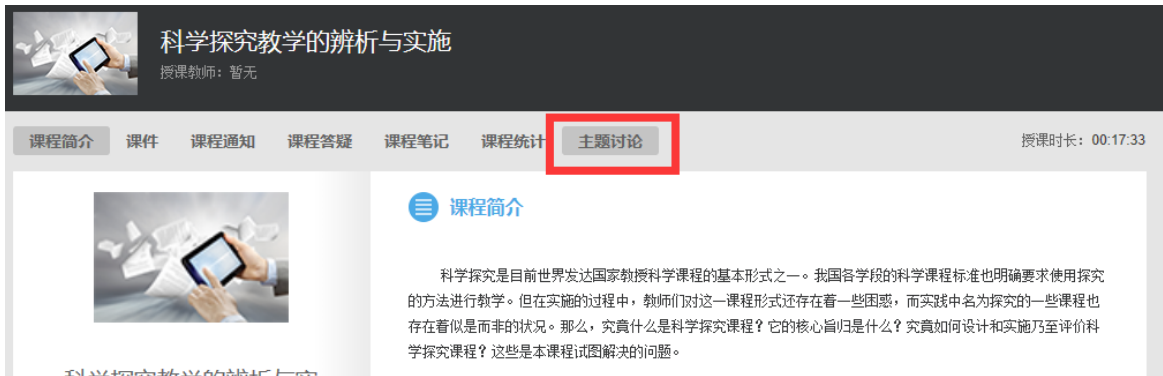 科学探究教学的辨析与实施
授课教师：暂无
课程简介 课件 课程通知 课程答疑 课程笔记 课程统计 主题讨论 授课时长：00:17:33
课程简介
科学探究是目前世界发达国家教授科学课程的基本形式之一。我国各学段的科学课程标准也明确要求使用探究
的方法进行教学。但在实施的过程中，教师们对这一课程形式还存在着一些困惑，而实践中名为探究的一些课程也
存在着似是而非的状况。那么，究竟什么是科学探究课程？它的核心旨归是什么？究竟如何设计和实施乃至评价科
学探究课程？这些是本课程试图解决的问题。
科学探究教学的辨析与实